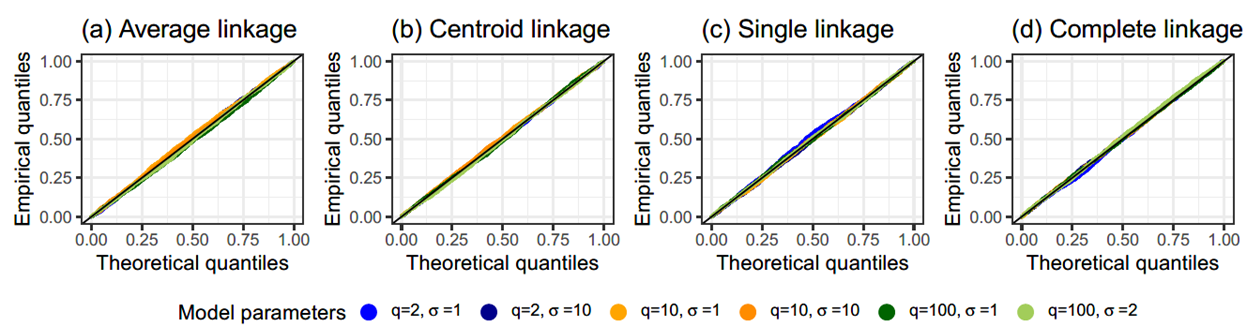 (a) Average linkage
(b) Centroid linkage
(c) Single linkage
(d) Complete linkage
Empirical quantiles
1.00
0.75
0.50
0.25
0.00
0.00 0.25 0.50 0.75 1.00
Theoretical quantiles
Empirical quantiles
1.00
0.75
0.50
0.25
0.00
0.00 0.25 0.50 0.75 1.00
Theoretical quantiles
Empirical quantiles
1.00
0.75
0.50
0.25
0.00
0.00 0.25 0.50 0.75 1.00
Theoretical quantiles
Empirical quantiles
1.00
0.75
0.50
0.25
0.00
0.00 0.25 0.50 0.75 1.00
Theoretical quantiles
Model parameters q=2, σ =1 q=2, σ =10 q=10, σ =1 q=10, σ =10 q=100, σ =1 q=100, σ =2